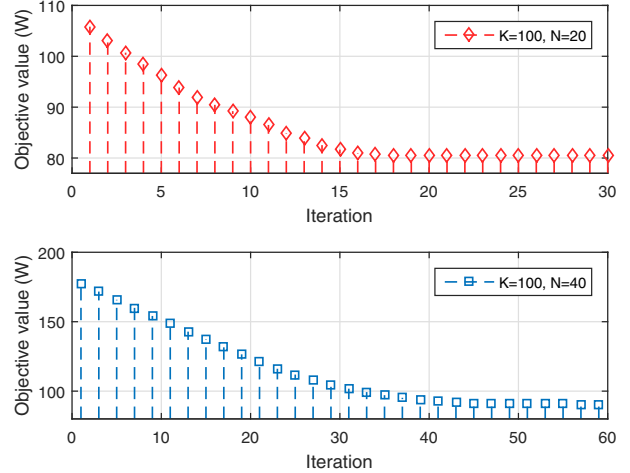 110
100
90
80
Objective value (W)
K=100, N=20
0 5 10 15 20 25 30
Iteration
200
150
100
Objective value (W)
K=100, N=40
0 10 20 30 40 50 60
Iteration